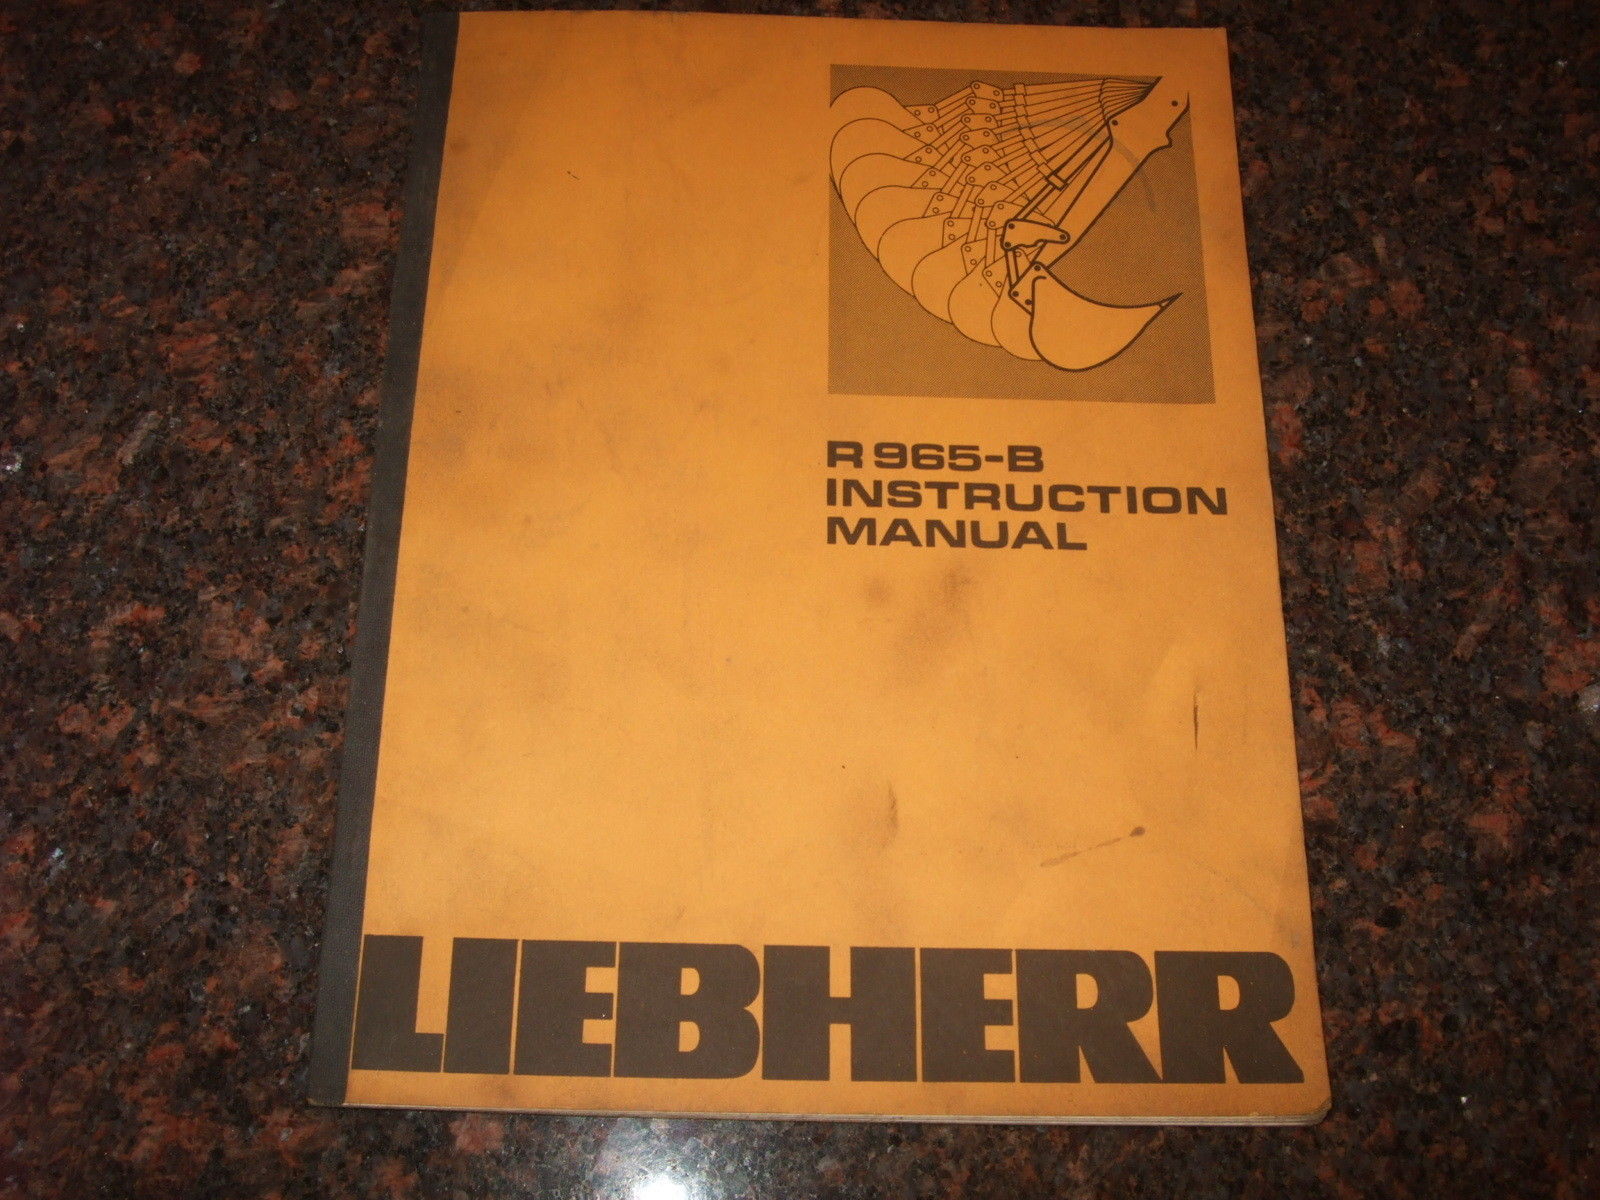 R 965-B
INSTRUCTION
MANUAL
LIEBHERR